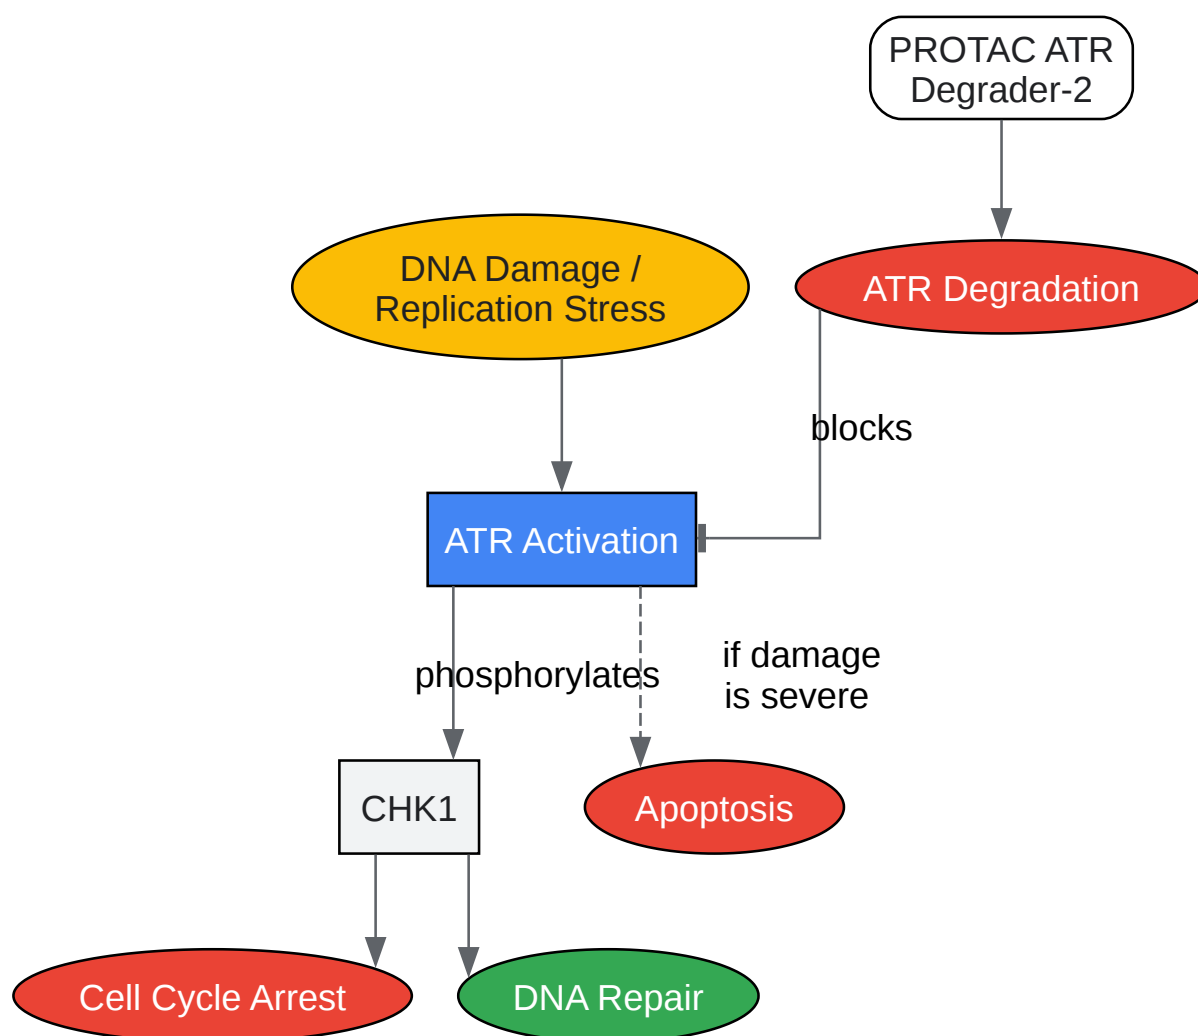 PROTAC ATR
Degrader-2
DNA Damage /
Replication Stress
ATR Degradation
blocks
ATR Activation
phosphorylates
if damage
is severe
CHK1
Apoptosis
Cell Cycle Arrest
DNA Repair